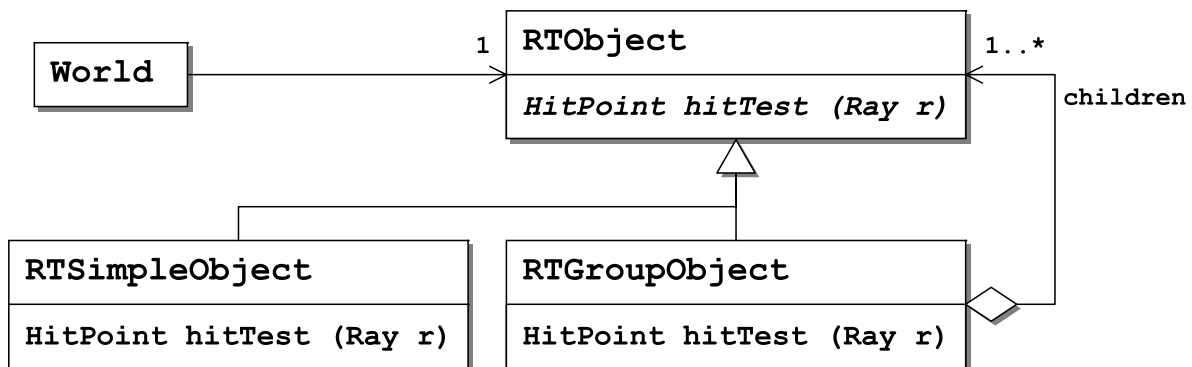 World
1
RTObject
1..*
HitPoint hitTest (Ray r)
children
RTSimpleObject
HitPoint hitTest (Ray r)
RTGroupObject
HitPoint hitTest (Ray r)